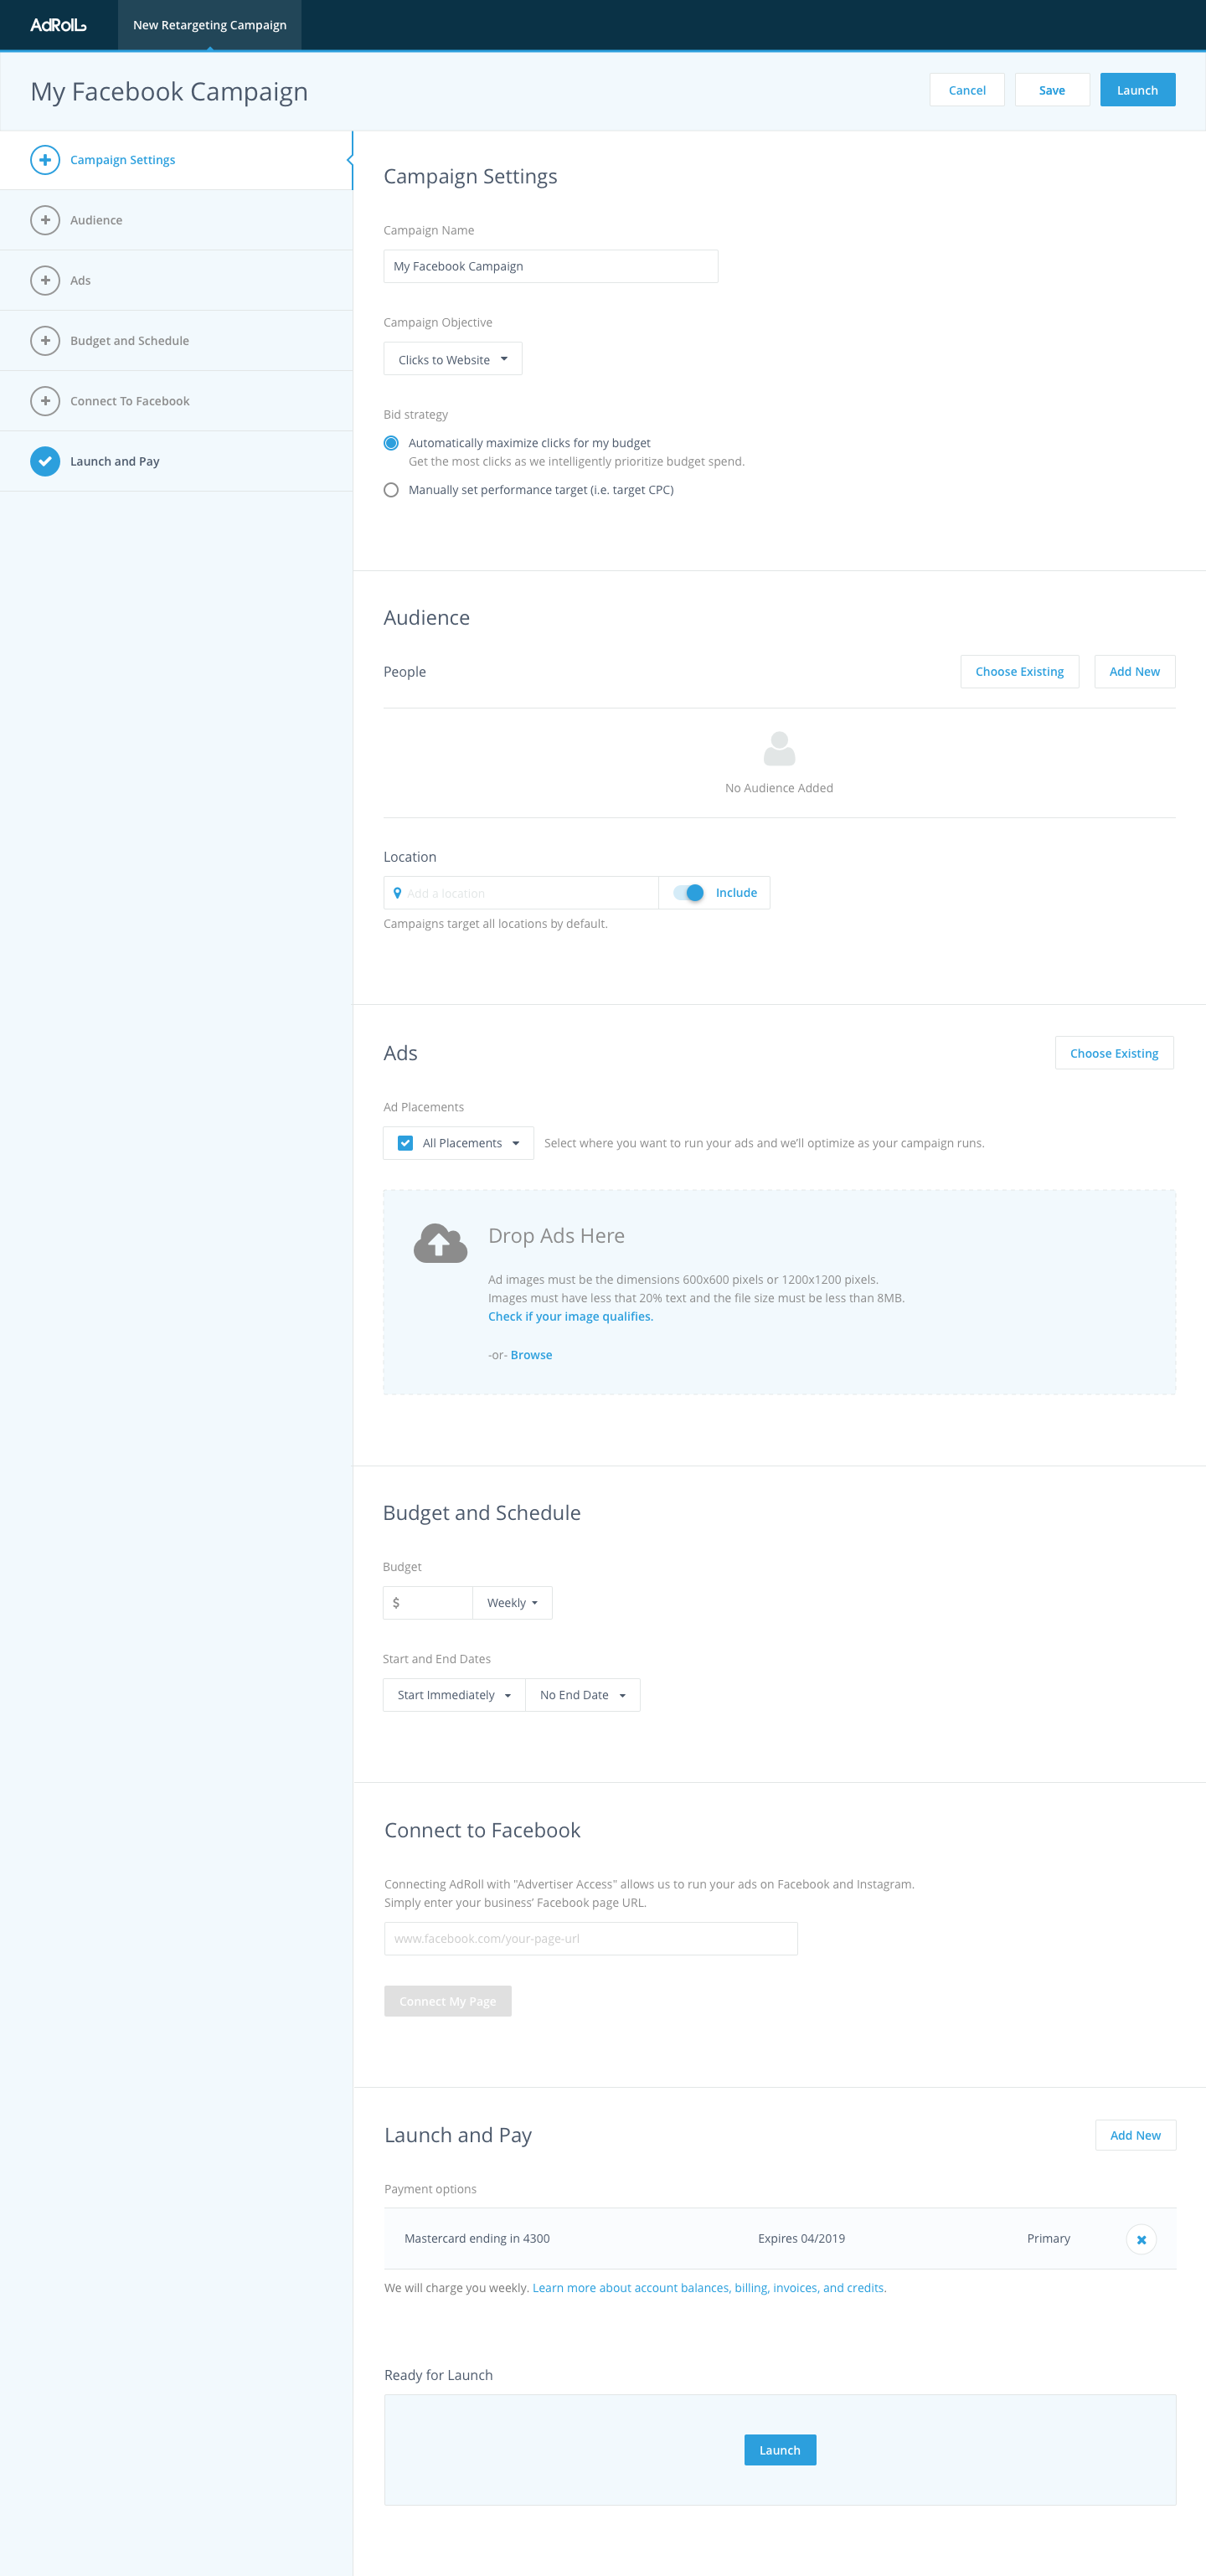 AdRoll
New Retargeting Campaign
My Facebook Campaign
Cancel
Save
Launch
Campaign Settings
Audience
Ads
Budget and Schedule
Connect To Facebook
Launch and Pay
Campaign Settings
Campaign Name
My Facebook Campaign
Campaign Objective
Clicks to Website
Bid strategy
Automatically maximize clicks for my budget
Get the most clicks as we intelligently prioritize budget spend.
Manually set performance target (i.e. target CPC)
Audience
People
Choose Existing
Add New
No Audience Added
Location
Add a location
Include
Campaigns target all locations by default.
Ads
Choose Existing
Ad Placements
All Placements
Select where you want to run your ads and we’ll optimize as your campaign runs.
Drop Ads Here
Ad images must be the dimensions 600x600 pixels or 1200x1200 pixels.
Images must have less that 20% text and the file size must be less than 8MB.
Check if your image qualifies.
-or- Browse
Budget and Schedule
Budget
$
Weekly
Start and End Dates
Start Immediately
No End Date
Connect to Facebook
Connecting AdRoll with "Advertiser Access" allows us to run your ads on Facebook and Instagram.
Simply enter your business’ Facebook page URL.
www.facebook.com/your-page-url
Connect My Page
Launch and Pay
Add New
Payment options
Mastercard ending in 4300
Expires 04/2019
Primary
We will charge you weekly. Learn more about account balances, billing, invoices, and credits.
Ready for Launch
Launch